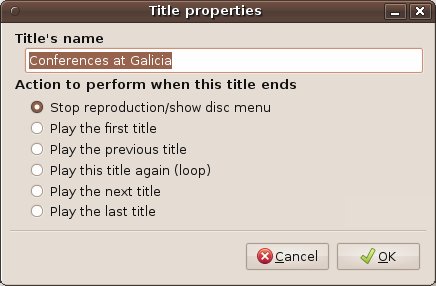 Title properties
Title's name
Conferences at Galicia
Action to perform when this title ends
Stop reproduction/show disc menu
Play the first title
Play the previous title
Play this title again (loop)
Play the next title
Play the last title
Cancel OK